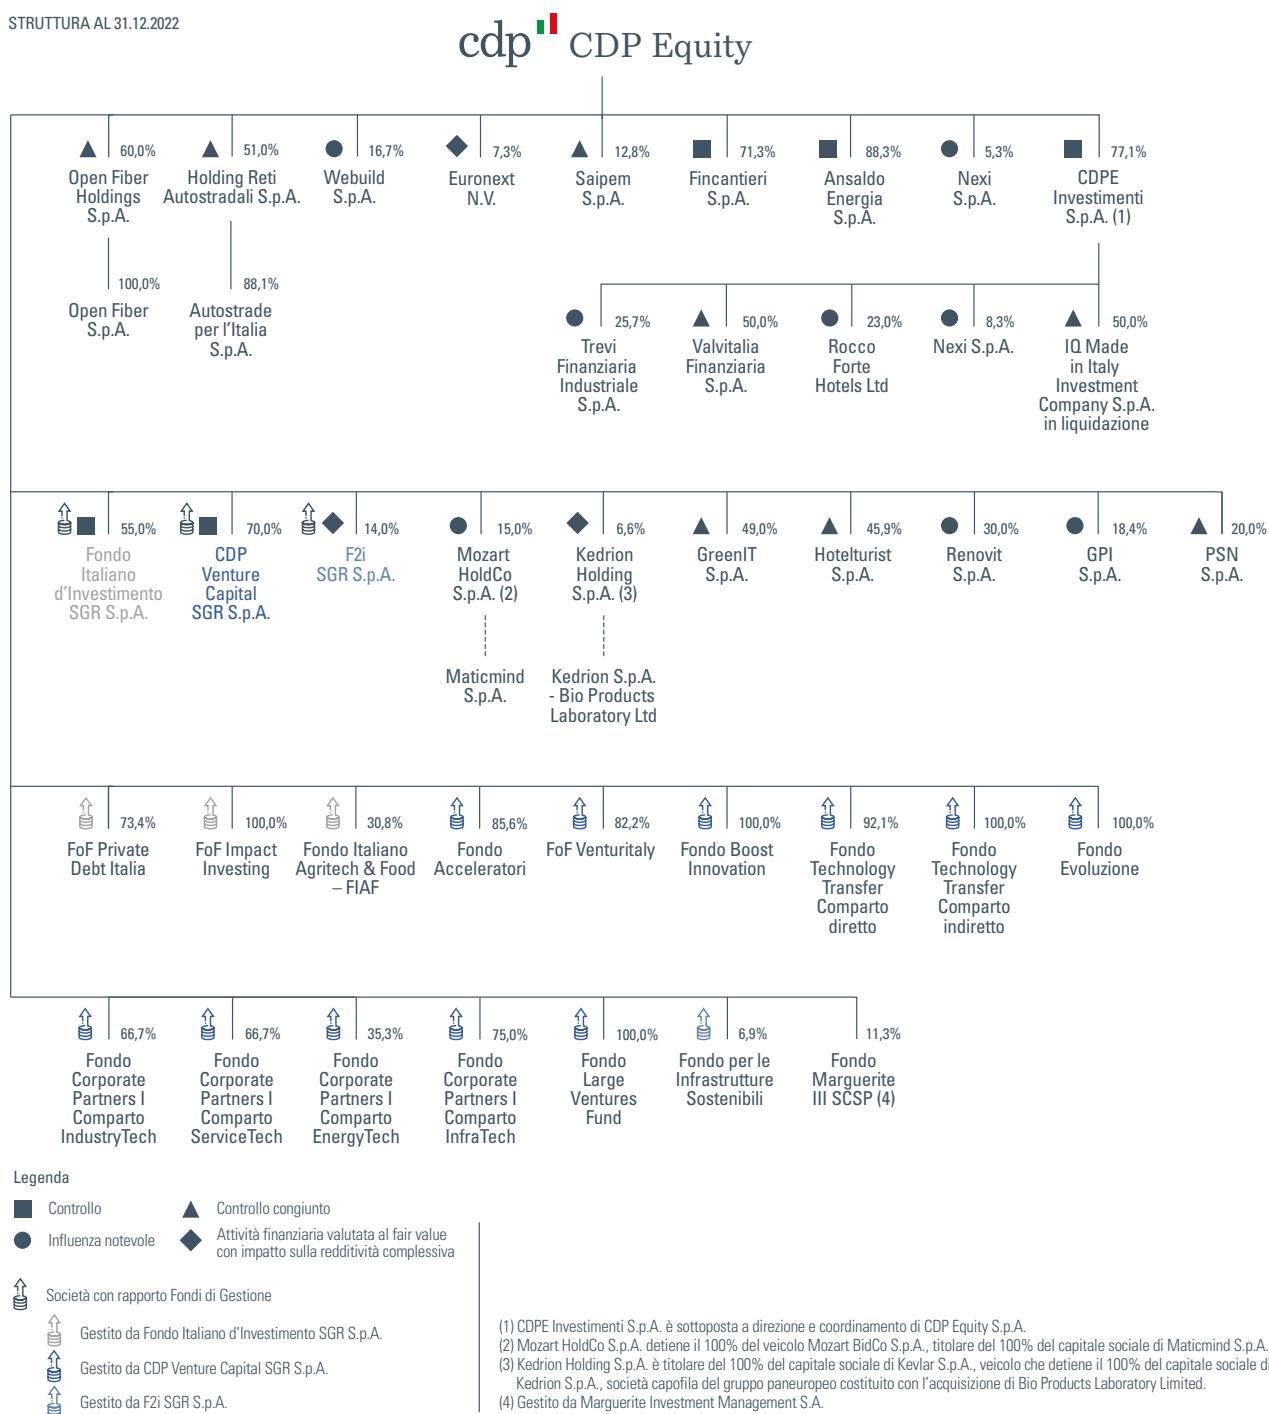 STRUTTURA AL 31.12.2022
cdp CDP Equity
60,0%
Open Fiber
Holdings
S.p.A.
51,0%
Holding Reti
Autostradali S.p.A.
16,7%
Webuild
S.p.A.
7,3%
Euronext
N.V.
12,8%
Saipem
S.p.A.
71,3%
Fincantieri
S.p.A.
88,3%
Ansaldo
Energia
S.p.A.
5,3%
Nexi
S.p.A.
77,1%
CDPE
Investimenti
S.p.A. (1)
100,0%
Open Fiber
S.p.A.
88,1%
Autostrade
per l'Italia
S.p.A.
25,7%
Trevi
Finanziaria
Industriale
S.p.A.
50,0%
Valvitalia
Finanziaria
S.p.A.
23,0%
Rocco
Forte
Hotels Ltd
8,3%
Nexi S.p.A.
50,0%
IQ Made
in Italy
Investment
Company S.p.A.
in liquidazione
55,0%
Fondo
Italiano
d'Investimento
SGR S.p.A.
70,0%
CDP
Venture
Capital
SGR S.p.A.
14,0%
F2i
SGR S.p.A.
15,0%
Mozart
HoldCo
S.p.A. (2)
6,6%
Kedrion
Holding
S.p.A. (3)
49,0%
GreenIT
S.p.A.
45,9%
Hotelturist
S.p.A.
30,0%
Renovit
S.p.A.
18,4%
GPI
S.p.A.
20,0%
PSN
S.p.A.
Maticmind
S.p.A.
Kedrion S.p.A.
- Bio Products
Laboratory Ltd
73,4%
FoF Private
Debt Italia
100,0%
FoF Impact
Investing
30,8%
Fondo Italiano
Agritech & Food
– FIAF
85,6%
Fondo
Acceleratori
82,2%
FoF Venturitaly
100,0%
Fondo Boost
Innovation
92,1%
Fondo
Technology
Transfer
Comparto
diretto
100,0%
Fondo
Technology
Transfer
Comparto
indiretto
100,0%
Fondo
Evoluzione
66,7%
Fondo
Corporate
Partners I
Comparto
IndustryTech
66,7%
Fondo
Corporate
Partners I
Comparto
ServiceTech
35,3%
Fondo
Corporate
Partners I
Comparto
EnergyTech
75,0%
Fondo
Corporate
Partners I
Comparto
InfraTech
100,0%
Fondo
Large
Ventures
Fund
6,9%
Fondo per le
Infrastrutture
Sostenibili
11,3%
Fondo
Marguerite
III SCSP (4)
Legenda
Controllo
Controllo congiunto
Influenza notevole
Attività finanziaria valutata al fair value
con impatto sulla redditività complessiva
Società con rapporto Fondi di Gestione
Gestito da Fondo Italiano d'Investimento SGR S.p.A.
Gestito da CDP Venture Capital SGR S.p.A.
Gestito da F2i SGR S.p.A.
(1) CDPE Investimenti S.p.A. è sottoposta a direzione e coordinamento di CDP Equity S.p.A.
(2) Mozart HoldCo S.p.A. detiene il 100% del veicolo Mozart BidCo S.p.A., titolare del 100% del capitale sociale di Maticmind S.p.A.
(3) Kedrion Holding S.p.A. è titolare del 100% del capitale sociale di Kevlar S.p.A., veicolo che detiene il 100% del capitale sociale di
Kedrion S.p.A., società capofila del gruppo paneuropeo costituito con l'acquisizione di Bio Products Laboratory Limited.
(4) Gestito da Marguerite Investment Management S.A.